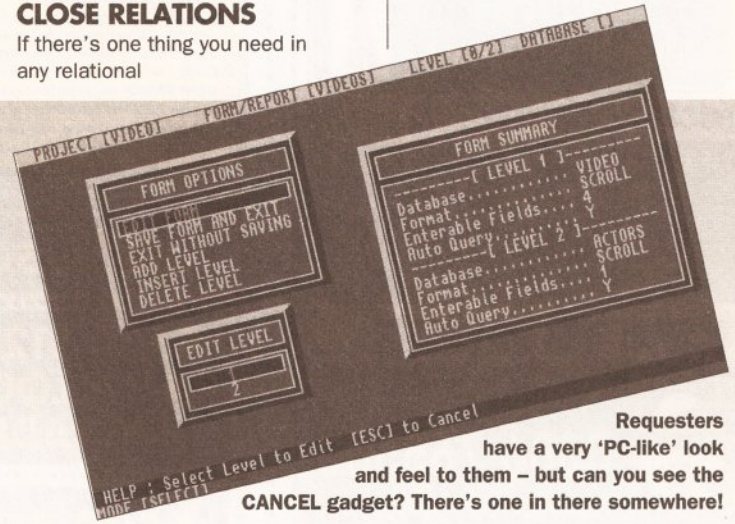 CLOSE RELATIONS
If there's one thing you need in
any relational
PROJECT [VIDEO] FORM/REPORT [VIDEOS] LEVEL [0/2] DATABASE []
FORM OPTIONS
EDIT FORM
SAVE FORM AND EXIT
EXIT WITHOUT SAVING
ADD LEVEL
INSERT LEVEL
DELETE LEVEL
EDIT LEVEL
1
2
FORM SUMMARY
----------[ LEVEL 1 ]----------
Database............ VIDEO
Format.............. SCROLL
Enterable Fields.... 4
Auto Query.......... Y
----------[ LEVEL 2 ]----------
Database............ ACTORS
Format.............. SCROLL
Enterable Fields.... 1
Auto Query.......... Y
HELP : Select Level to Edit [ESC] to Cancel
MODE [SELECT]
Requesters
have a very 'PC-like' look
and feel to them – but can you see the
CANCEL gadget? There's one in there somewhere!